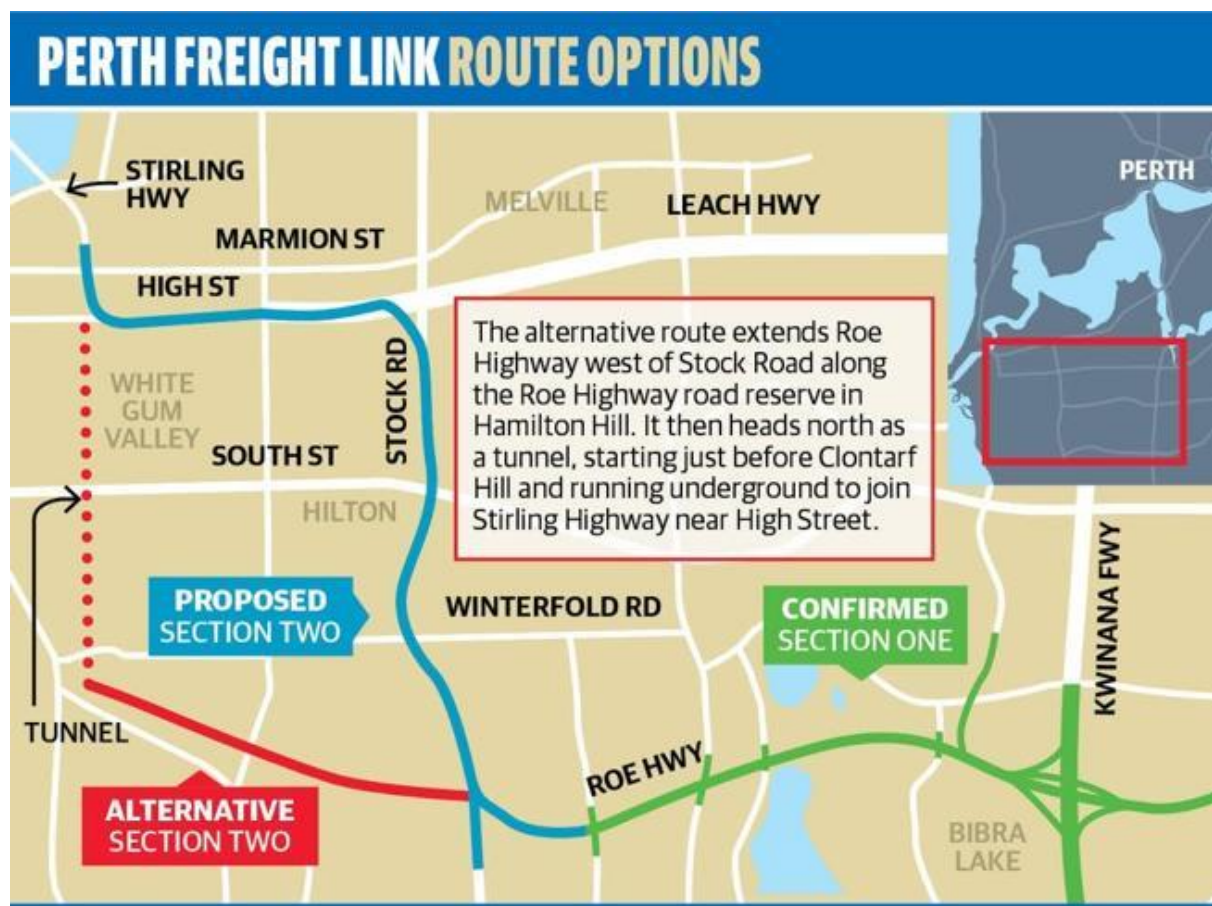 PERTH FREIGHT LINK ROUTE OPTIONS
STIRLING
HWY
MELVILLE
LEACH HWY
PERTH
MARMION ST
HIGH ST
The alternative route extends Roe
Highway west of Stock Road along
the Roe Highway road reserve in
Hamilton Hill. It then heads north as
a tunnel, starting just before Clontarf
Hill and running underground to join
Stirling Highway near High Street.
STOCK RD
WHITE
GUM
VALLEY
SOUTH ST
HILTON
PROPOSED
SECTION TWO
WINTERFOLD RD
CONFIRMED
SECTION ONE
KWINANA FWY
TUNNEL
ROE HWY
ALTERNATIVE
SECTION TWO
BIBRA
LAKE